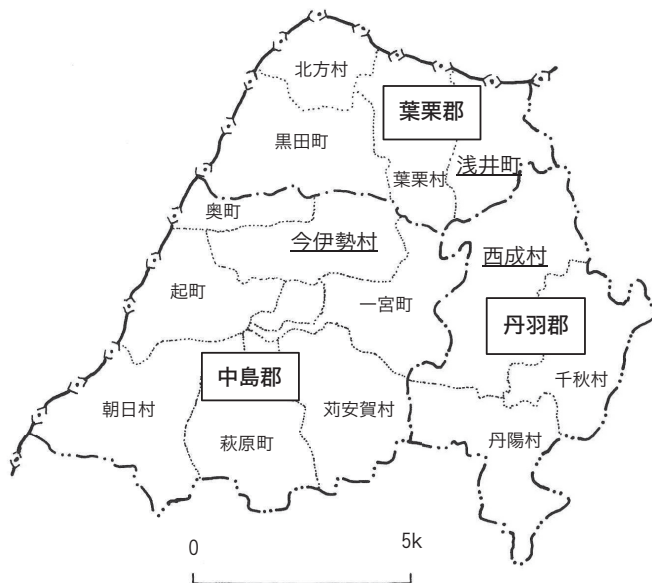 北方村
葉栗郡
黒田町
浅井町
葉栗村
奥町
今伊勢村
西成村
起町
一宮町
丹羽郡
中島郡
千秋村
朝日村
苅安賀村
萩原町
丹陽村
0 5k